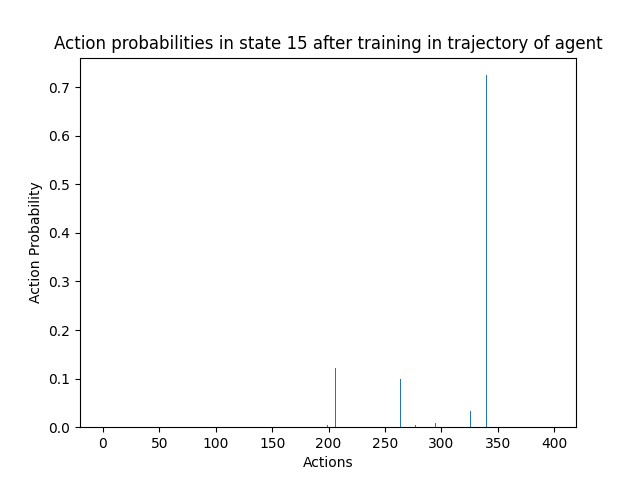 Action probabilities in state 15 after training in trajectory of agent
0.7
0.6
0.5
0.4
0.3
0.2
0.1
0.0
Action Probability
0 50 100 150 200 250 300 350 400
Actions